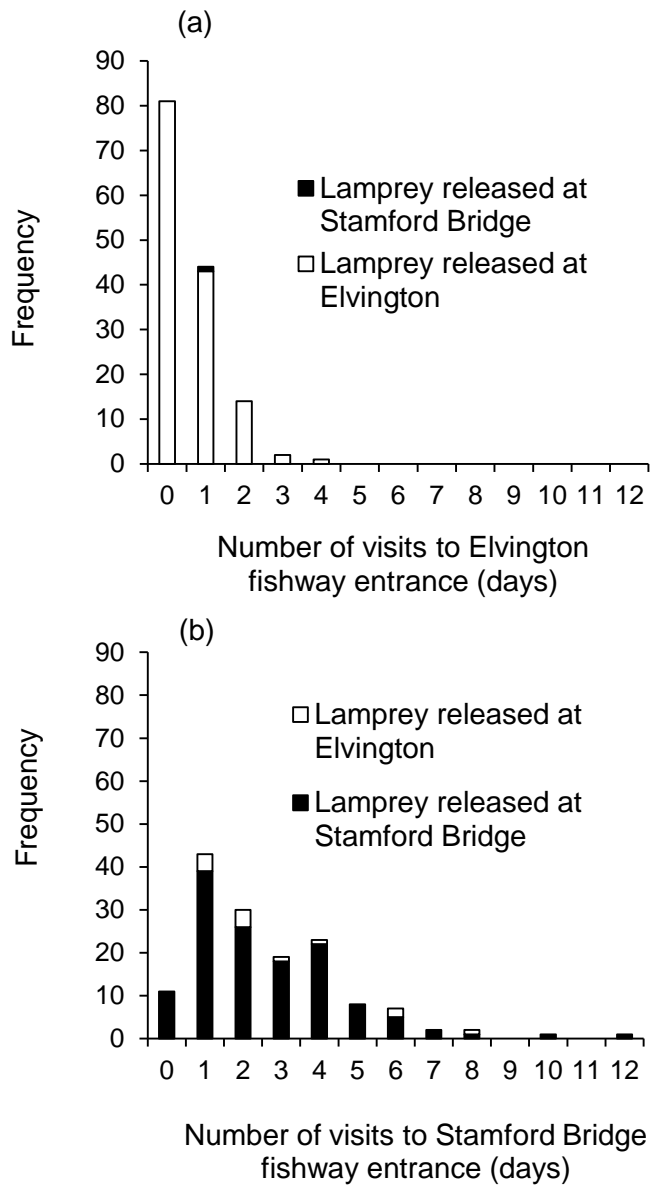 (a)
90
80
70
60
50
40
30
20
10
0
Frequency
Lamprey released at
Stamford Bridge
Lamprey released at
Elvington
0 1 2 3 4 5 6 7 8 9 10 11 12
Number of visits to Elvington
fishway entrance (days)
(b)
90
80
70
60
50
40
30
20
10
0
Frequency
Lamprey released at
Elvington
Lamprey released at
Stamford Bridge
0 1 2 3 4 5 6 7 8 9 10 11 12
Number of visits to Stamford Bridge
fishway entrance (days)